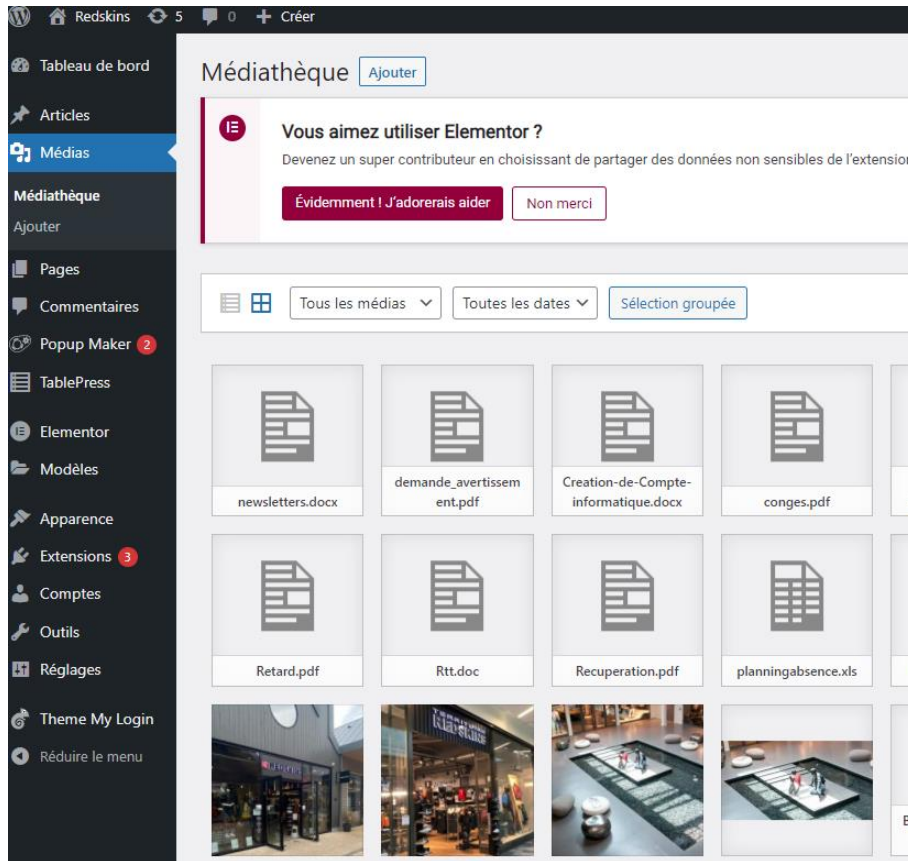 Redskins 5 0 + Créer
Tableau de bord
Articles
Médias
Médiathèque
Ajouter
Pages
Commentaires
Popup Maker 2
TablePress
Elementor
Modèles
Apparence
Extensions 3
Comptes
Outils
Réglages
Theme My Login
Réduire le menu
Médiathèque Ajouter
Vous aimez utiliser Elementor ?
Devenez un super contributeur en choisissant de partager des données non sensibles de l'extension
Évidemment ! J'adorerais aider Non merci
Tous les médias Toutes les dates Sélection groupée
newsletters.docx
demande_avertissem
ent.pdf
Creation-de-Compte-
informatique.docx
conges.pdf
Retard.pdf
Rtt.doc
Recuperation.pdf
planningabsence.xls
REDSKINS